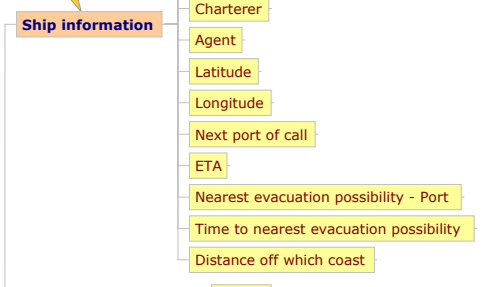 Charterer
Ship information
Agent
Latitude
Longitude
Next port of call
ETA
Nearest evacuation possibility - Port
Time to nearest evacuation possibility
Distance off which coast